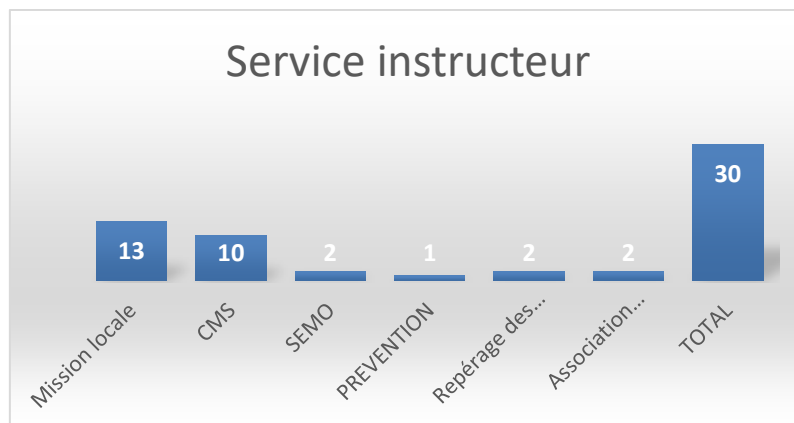 Service instructeur
30
13
10
2
1
2
2
Mission locale
CMS
SEMO
PREVENTION
Repérage des...
Association...
TOTAL